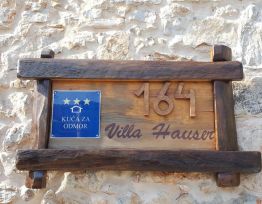 164
KUĆA ZA
ODMOR
Villa Hauser